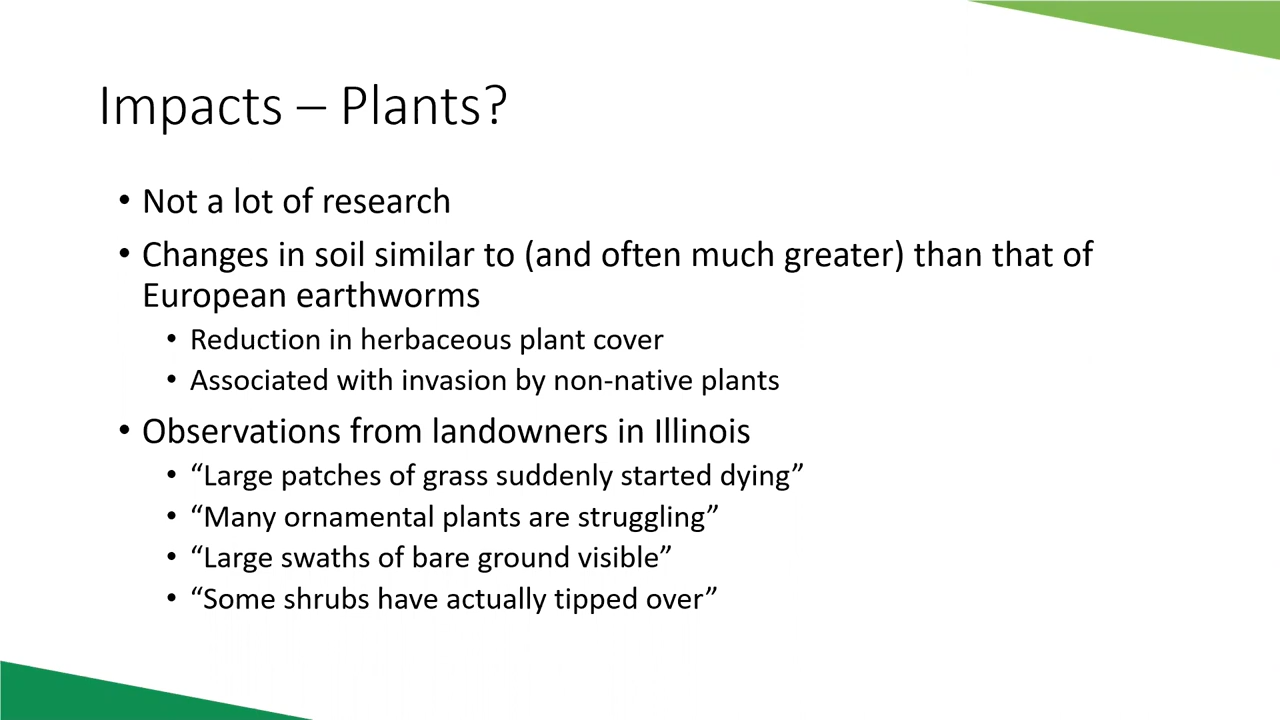 Impacts – Plants?
• Not a lot of research
• Changes in soil similar to (and often much greater) than that of
European earthworms
• Reduction in herbaceous plant cover
• Associated with invasion by non-native plants
• Observations from landowners in Illinois
• “Large patches of grass suddenly started dying”
• “Many ornamental plants are struggling”
• “Large swaths of bare ground visible”
• “Some shrubs have actually tipped over”